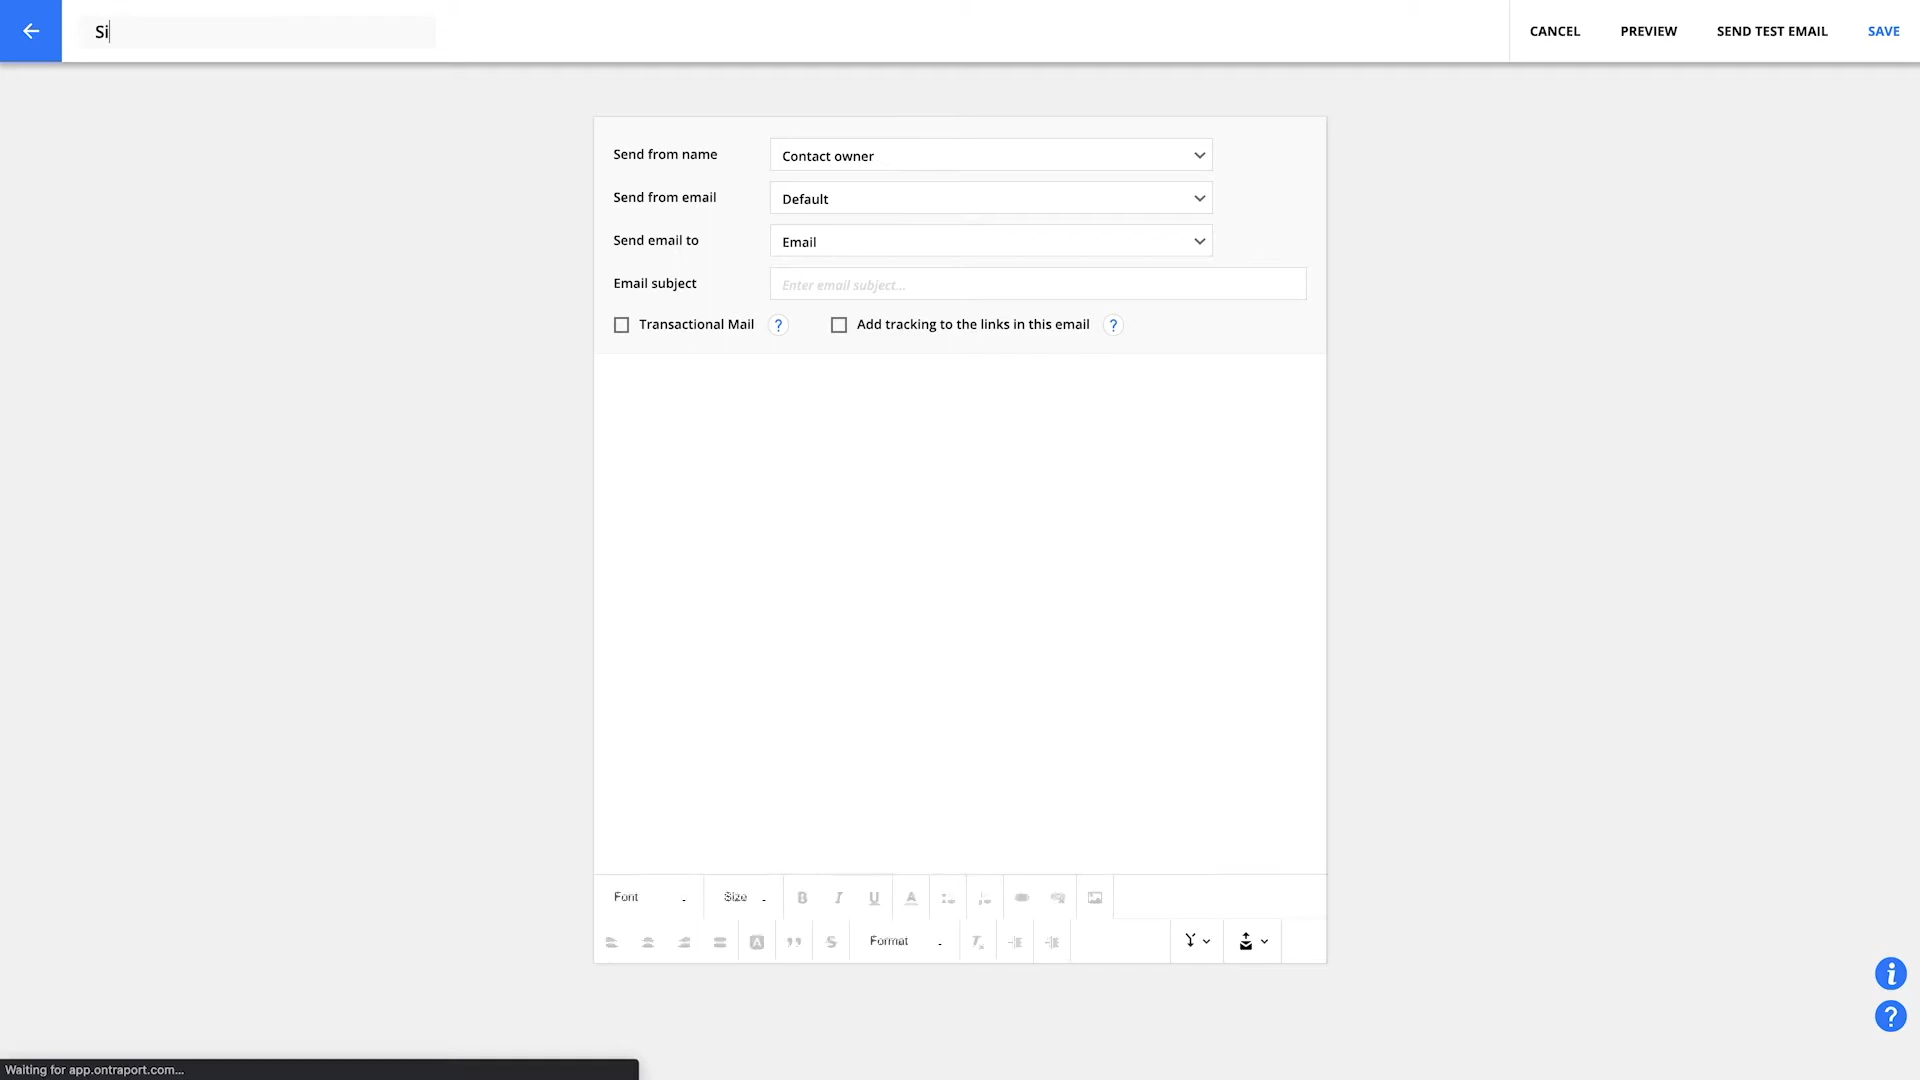 Si
CANCEL
PREVIEW
SEND TEST EMAIL
SAVE
Send from name
Contact owner
Send from email
Default
Send email to
Email
Email subject
Enter email subject...
Transactional Mail
?
Add tracking to the links in this email
?
Font
Size
B I U A
A
S
Format
Tx
i
?
Waiting for app.ontraport.com...